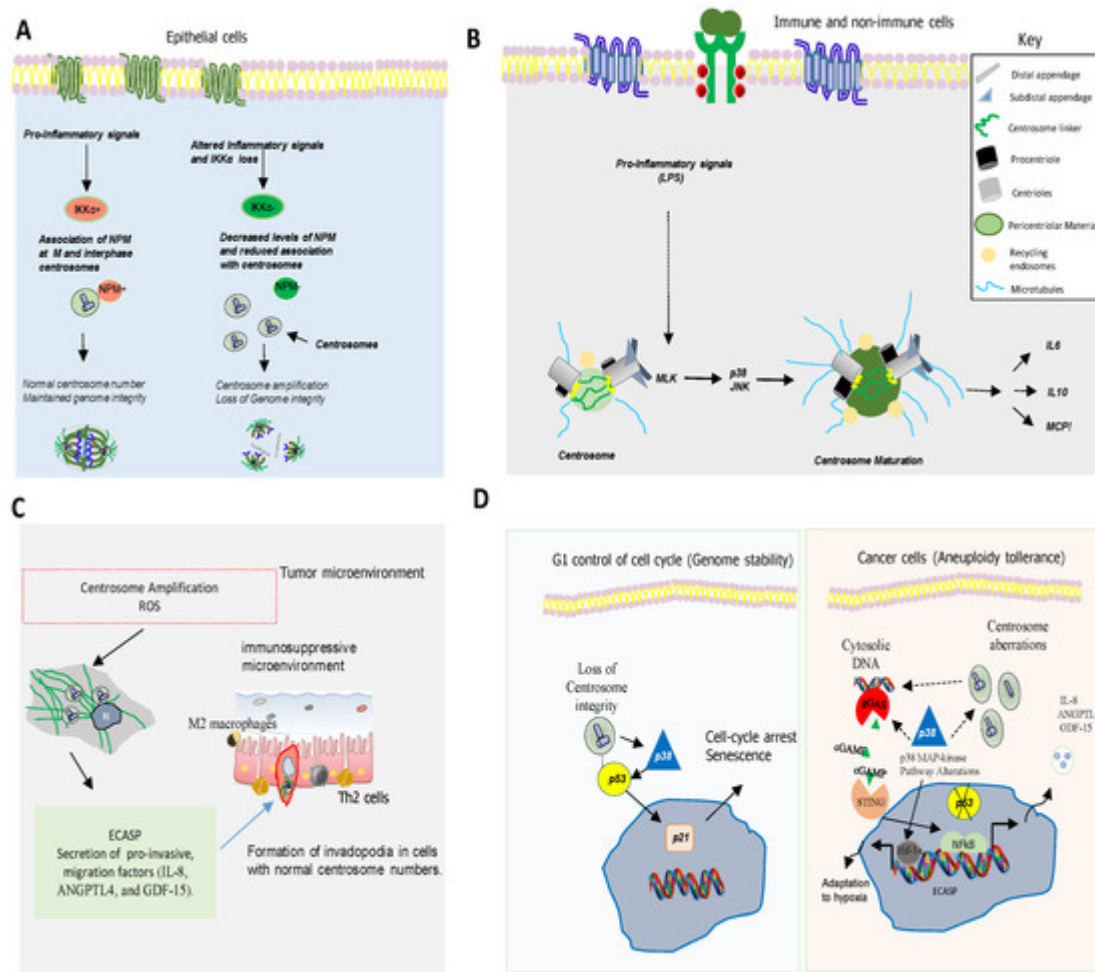 A
Epithelial cells
Pro-Inflammatory signals
Altered Inflammatory signals
and IKKα loss
IKKα+
IKKα-
Association of NPM
at M and interphase
centrosomes
Decreased levels of NPM
and reduced association
with centrosomes
NPM+
NPM-
Centrosomes
Normal centrosome number
Maintained genome integrity
Centrosome amplification
Loss of Genome integrity
B
Immune and non-immune cells
Key
Distal appendage
Subdistal appendage
Centrosome linker
Procentriole
Centrioles
Pericentriolar Material
Recycling
endosomes
Microtubules
Pro-Inflammatory signals
(LPS)
MLK
p38
JNK
IL6
IL10
MCP!
Centrosome
Centrosome Maturation
C
Tumor microenvironment
Centrosome Amplification
ROS
immunosuppressive
microenvironment
N
M2 macrophages
Th2 cells
ECASP
Secretion of pro-invasive,
migration factors (IL-8,
ANGPTL4, and GDF-15).
Formation of invadopodia in cells
with normal centrosome numbers.
D
G1 control of cell cycle (Genome stability)
Loss of
Centrosome
integrity
p38
p53
Cell-cycle arrest
Senescence
p21
Cancer cells (Aneuploidy tollerance)
Centrosome
aberrations
Cytosolic
DNA
cGAS
IL-8
ANGPTL4
GDF-15
p38
cGAMP
cGAMP
p38 MAP-kinase
Pathway Alterations
STING
p53
NFkB
ECASP
Adaptation
to hypoxia